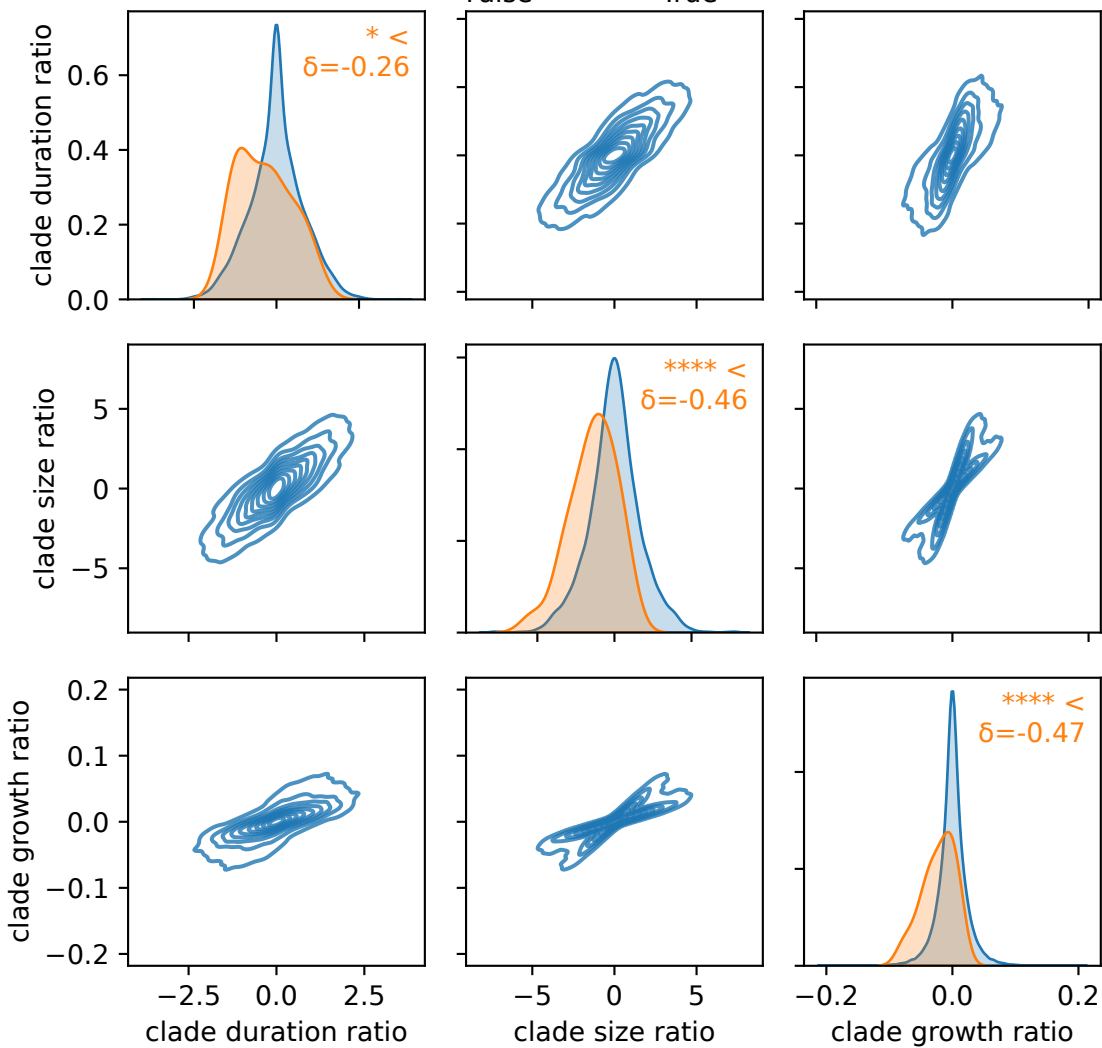 clade duration ratio
0.6
0.4
0.2
0.0
* <
δ=-0.26
clade size ratio
5
0
−5
**** <
δ=-0.46
clade growth ratio
0.2
0.1
0.0
−0.1
−0.2
**** <
δ=-0.47
−2.5 0.0 2.5
−5 0 5
−0.2 0.0 0.2
clade duration ratio
clade size ratio
clade growth ratio